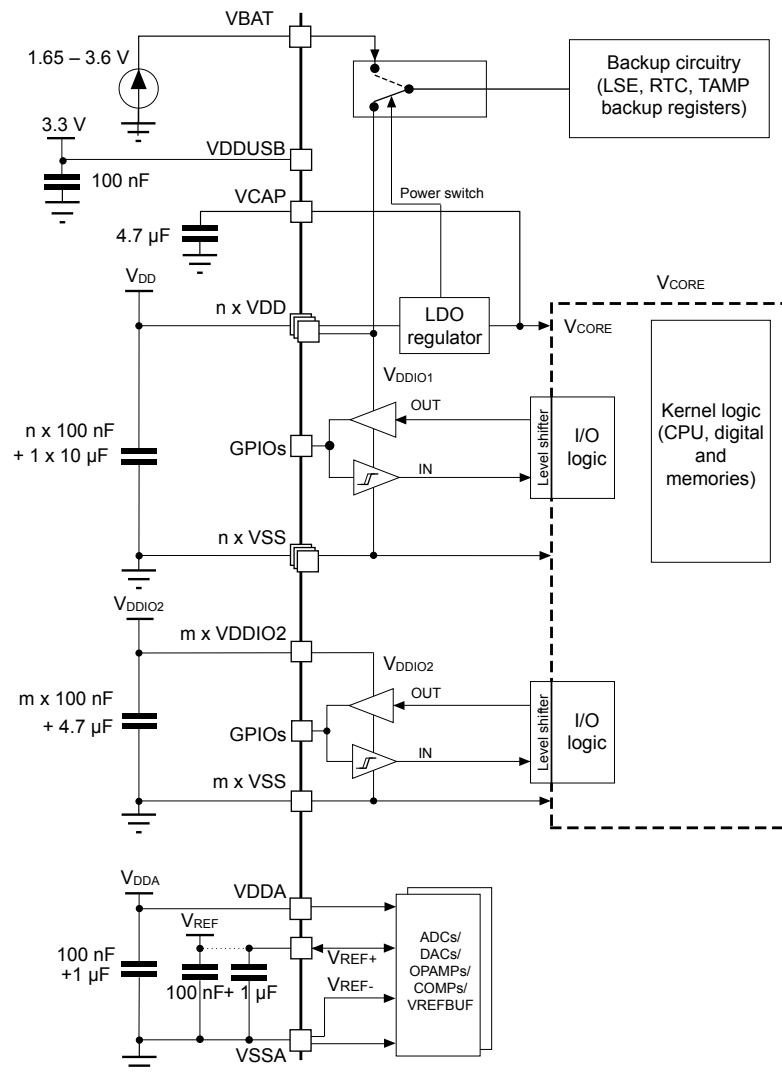 VBAT
1.65 – 3.6 V
Backup circuitry
(LSE, RTC, TAMP
backup registers)
3.3 V
VDDUSB
100 nF
Power switch
VCAP
4.7 µF
VDD
n x VDD
LDO
regulator
VCORE
VCORE
VDDIO1
OUT
Level shifter
I/O
logic
Kernel logic
(CPU, digital
and
memories)
n x 100 nF
+ 1 x 10 µF
GPIOs
IN
n x VSS
VDDIO2
m x VDDIO2
VDDIO2
OUT
Level shifter
I/O
logic
m x 100 nF
+ 4.7 µF
GPIOs
IN
m x VSS
VDDA
VDDA
VREF
VREF+
ADCs/
DACs/
OPAMPs/
COMPs/
VREFBUF
100 nF
+1 µF
100 nF
+ 1 µF
VREF-
VSSA